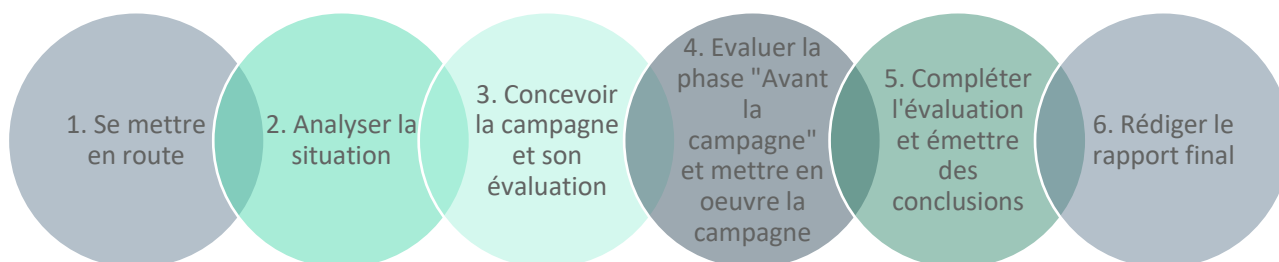 1. Se mettre
en route
2. Analyser la
situation
3. Concevoir
la campagne
et son
évaluation
4. Evaluer la
phase "Avant
la
campagne"
et mettre en
oeuvre la
campagne
5. Compléter
l'évaluation
et émettre
des
conclusions
6. Rédiger le
rapport final